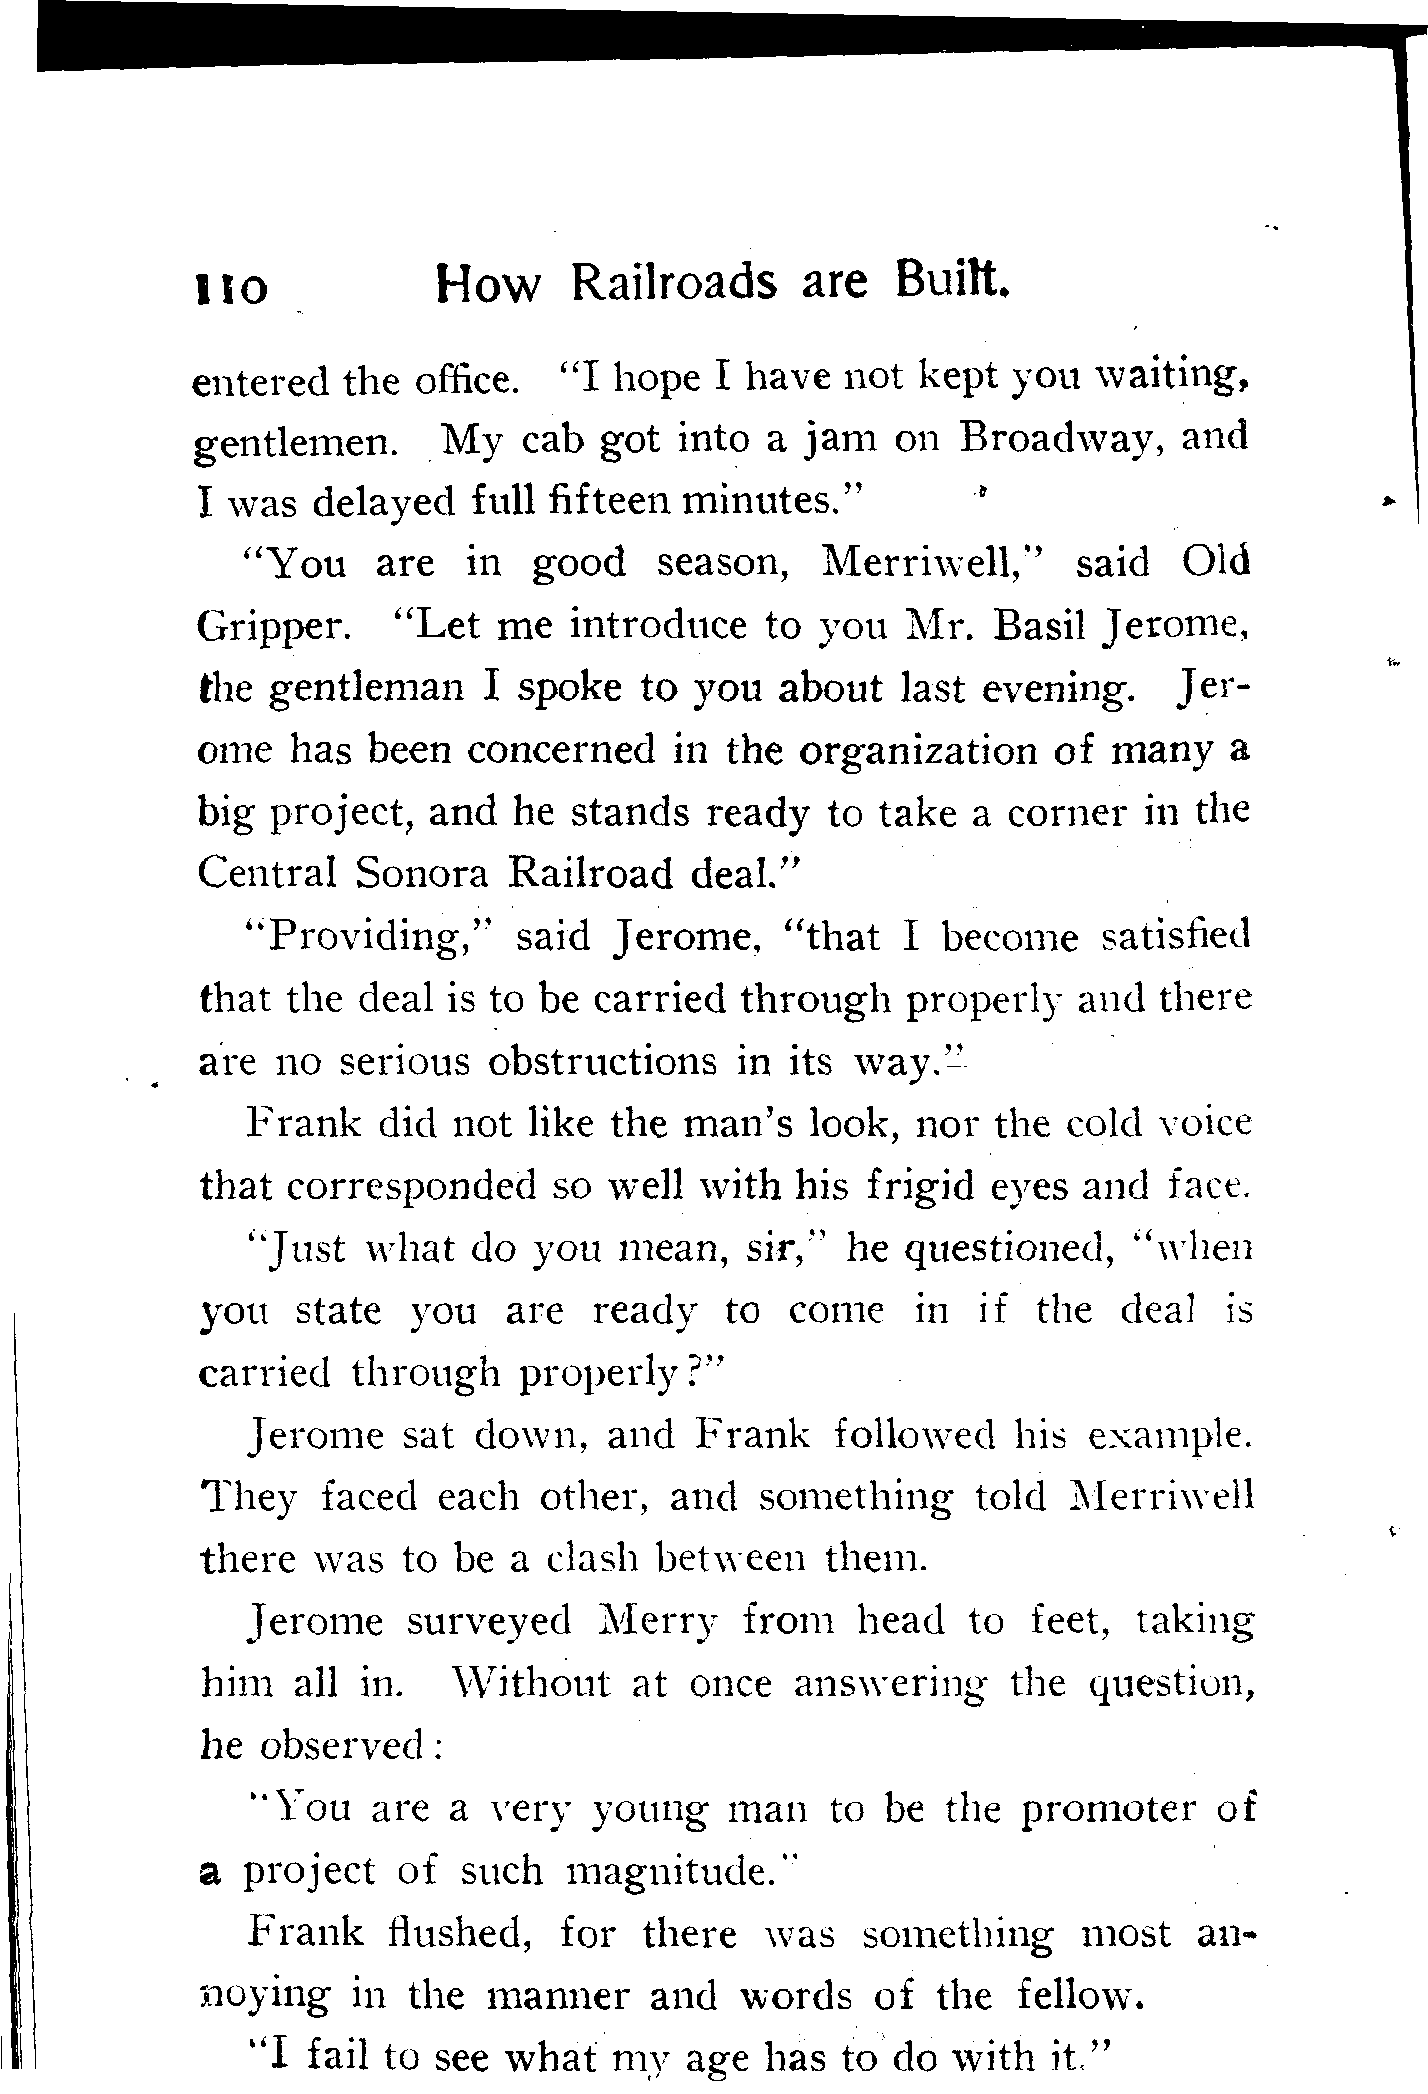 110 How Railroads are Built.
entered the office. "I hope I have not kept you waiting,
gentlemen. My cab got into a jam on Broadway, and
I was delayed full fifteen minutes."
"You are in good season, Merriwell," said Old
Gripper. "Let me introduce to you Mr. Basil Jerome,
the gentleman I spoke to you about last evening. Jer-
ome has been concerned in the organization of many a
big project, and he stands ready to take a corner in the
Central Sonora Railroad deal."
"Providing," said Jerome, "that I become satisfied
that the deal is to be carried through properly and there
are no serious obstructions in its way."
Frank did not like the man's look, nor the cold voice
that corresponded so well with his frigid eyes and face.
"Just what do you mean, sir," he questioned, "when
you state you are ready to come in if the deal is
carried through properly?"
Jerome sat down, and Frank followed his example.
They faced each other, and something told Merriwell
there was to be a clash between them.
Jerome surveyed Merry from head to feet, taking
him all in. Without at once answering the question,
he observed:
"You are a very young man to be the promoter of
a project of such magnitude."
Frank flushed, for there was something most an-
noying in the manner and words of the fellow.
"I fail to see what my age has to do with it."